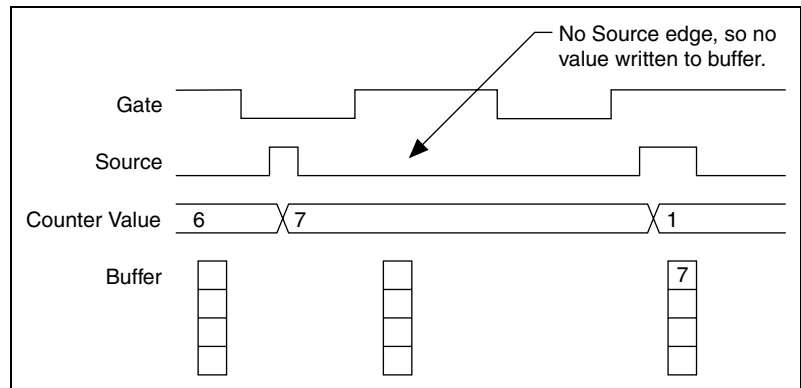 No Source edge, so no
value written to buffer.
Gate
Source
Counter Value 6 7 1
Buffer 7